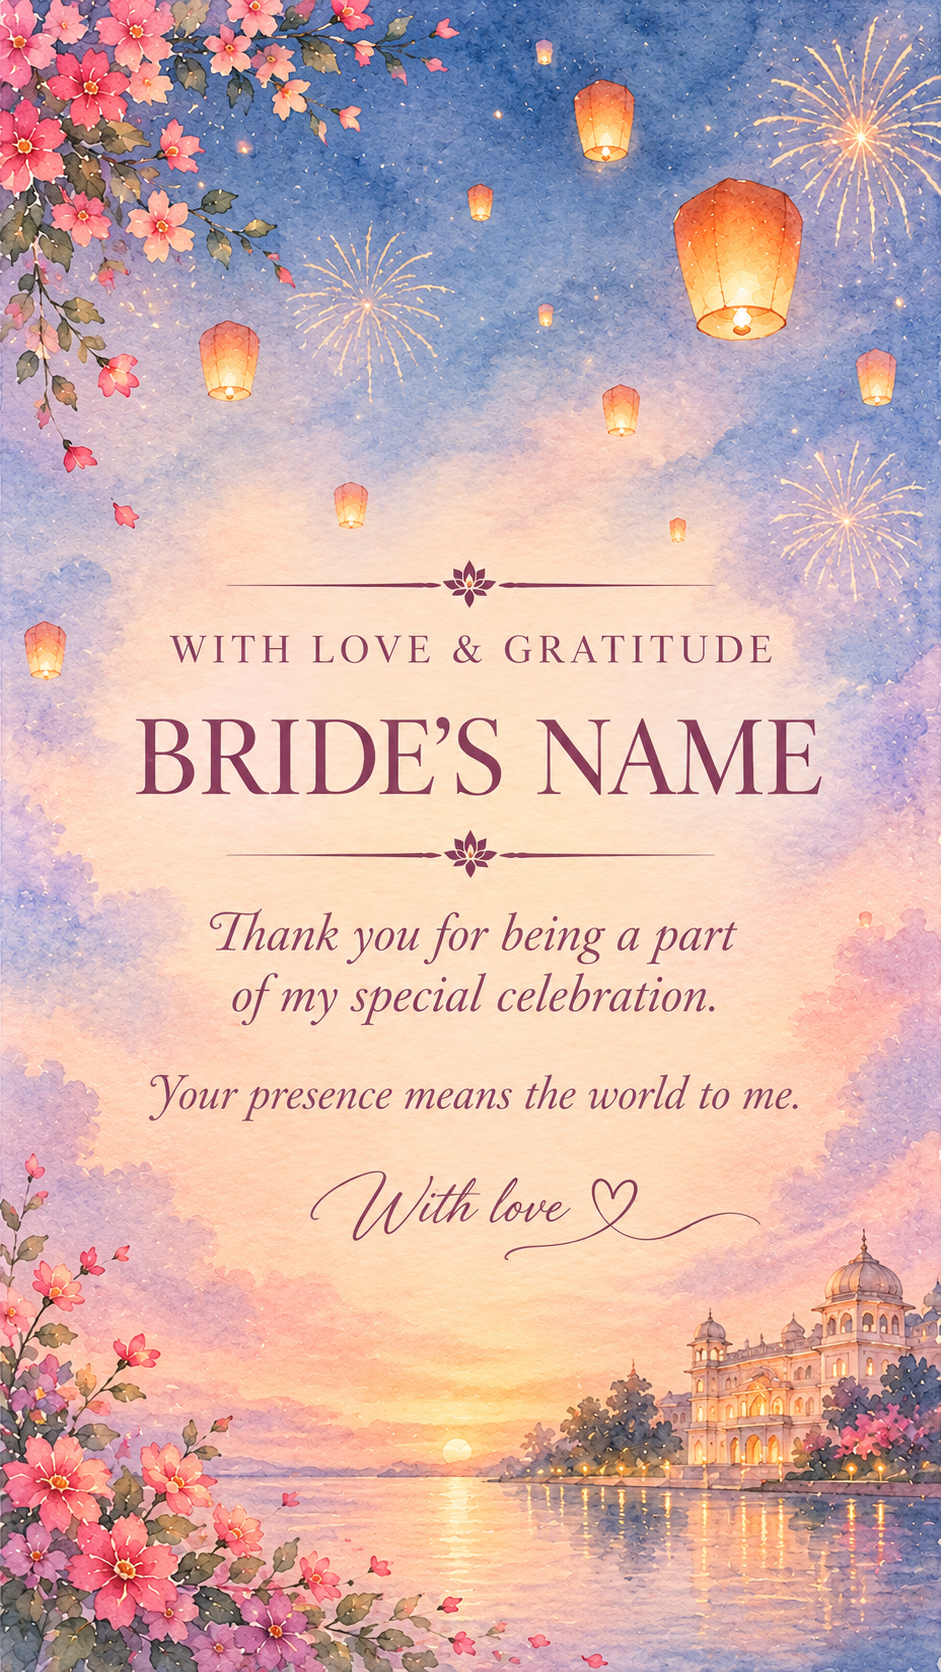 WITH LOVE & GRATITUDE
BRIDE’S NAME
Thank you for being a part
of my special celebration.
Your presence means the world to me.
With love